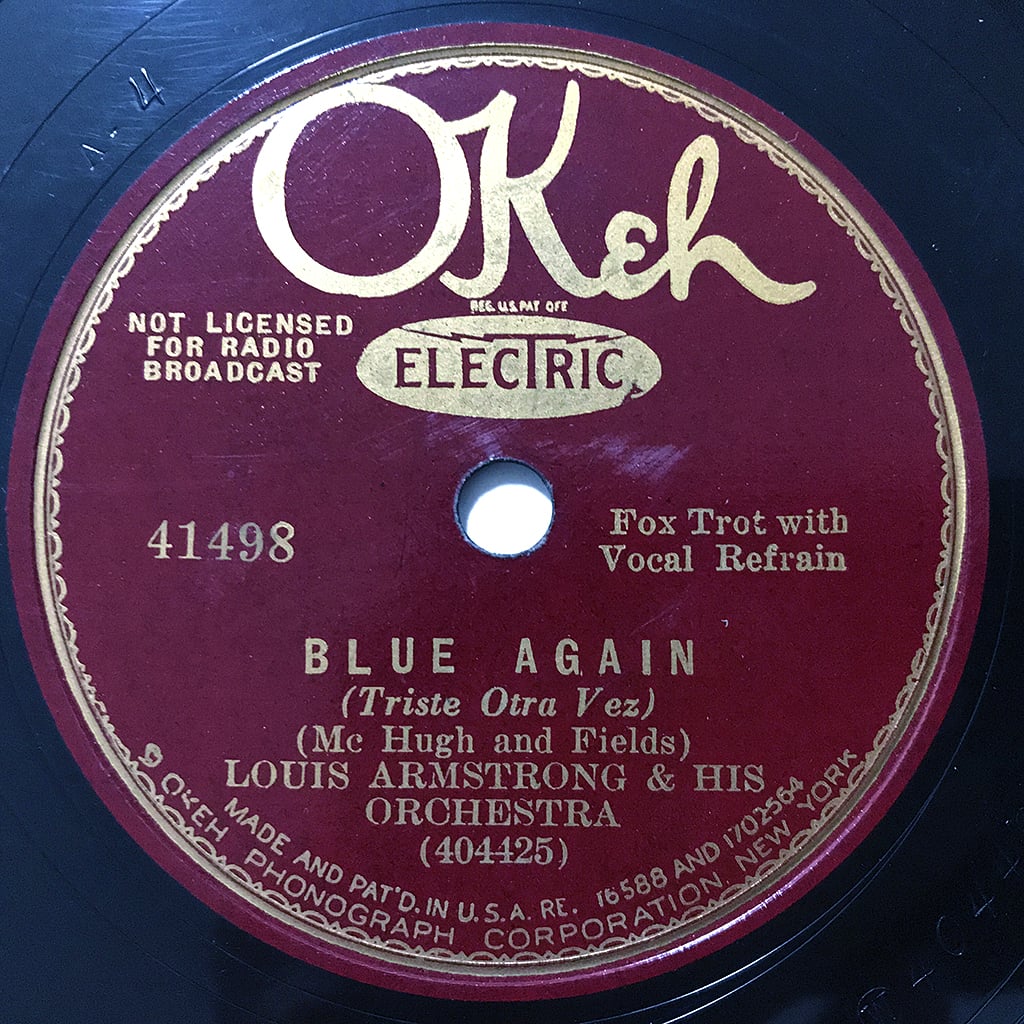 OKeh
REG. U.S. PAT. OFF.
NOT LICENSED
FOR RADIO
BROADCAST
ELECTRIC
41498
Fox Trot with
Vocal Refrain
BLUE AGAIN
(Triste Otra Vez)
(Mc Hugh and Fields)
LOUIS ARMSTRONG & HIS
ORCHESTRA
(404425)
MADE AND PAT'D. IN U.S.A. RE. 16588 AND 1702564
OKEH PHONOGRAPH CORPORATION, NEW YORK
4